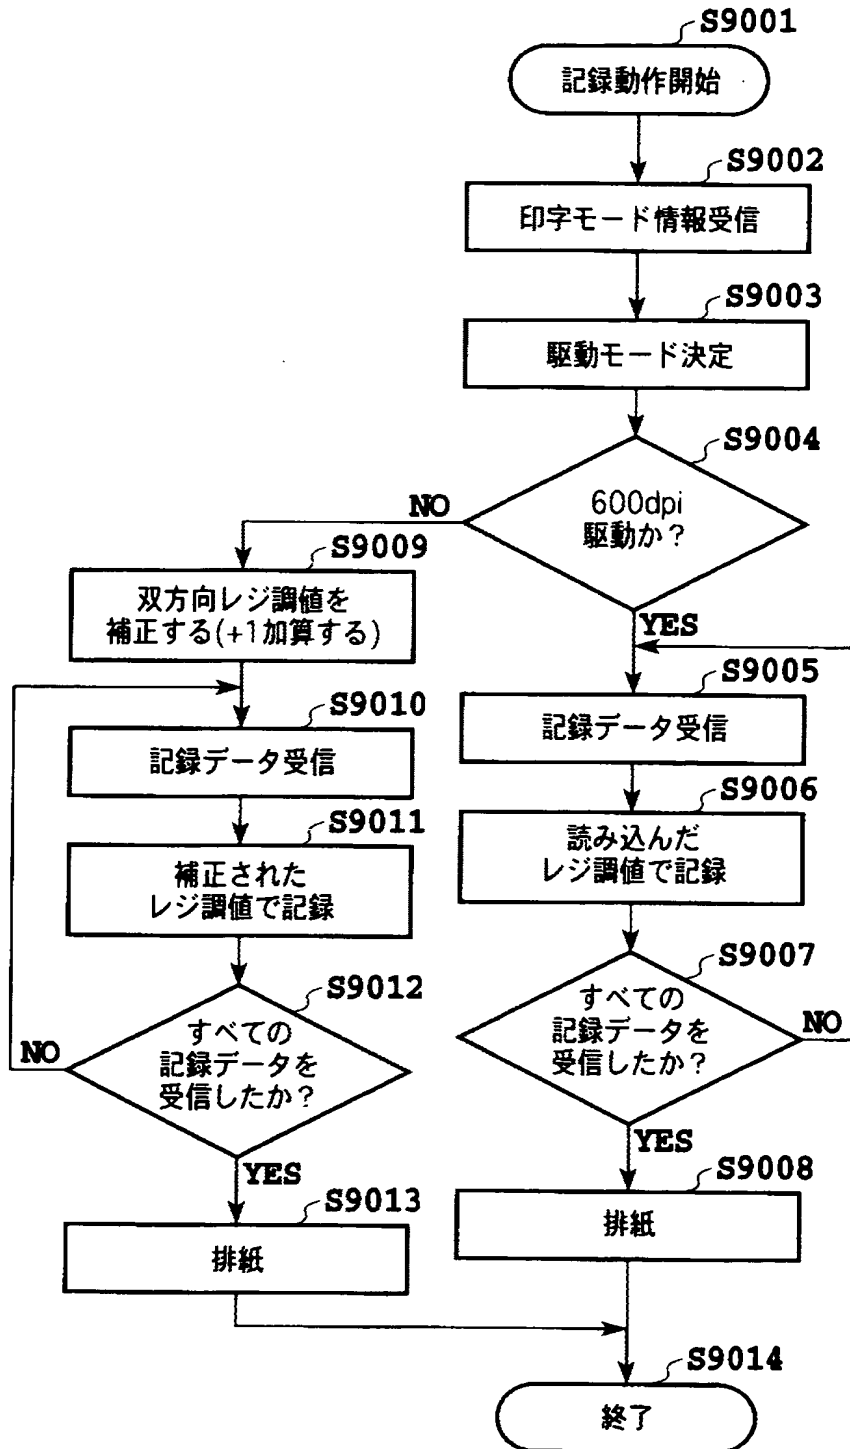 S9001
記録動作開始
S9002
印字モード情報受信
S9003
駆動モード決定
S9004
600dpi
駆動か？
NO
YES
S9009
双方向レジ調値を
補正する(+1加算する)
S9010
記録データ受信
S9011
補正された
レジ調値で記録
S9012
すべての
記録データを
受信したか？
NO
YES
S9013
排紙
S9005
記録データ受信
S9006
読み込んだ
レジ調値で記録
S9007
すべての
記録データを
受信したか？
NO
YES
S9008
排紙
S9014
終了